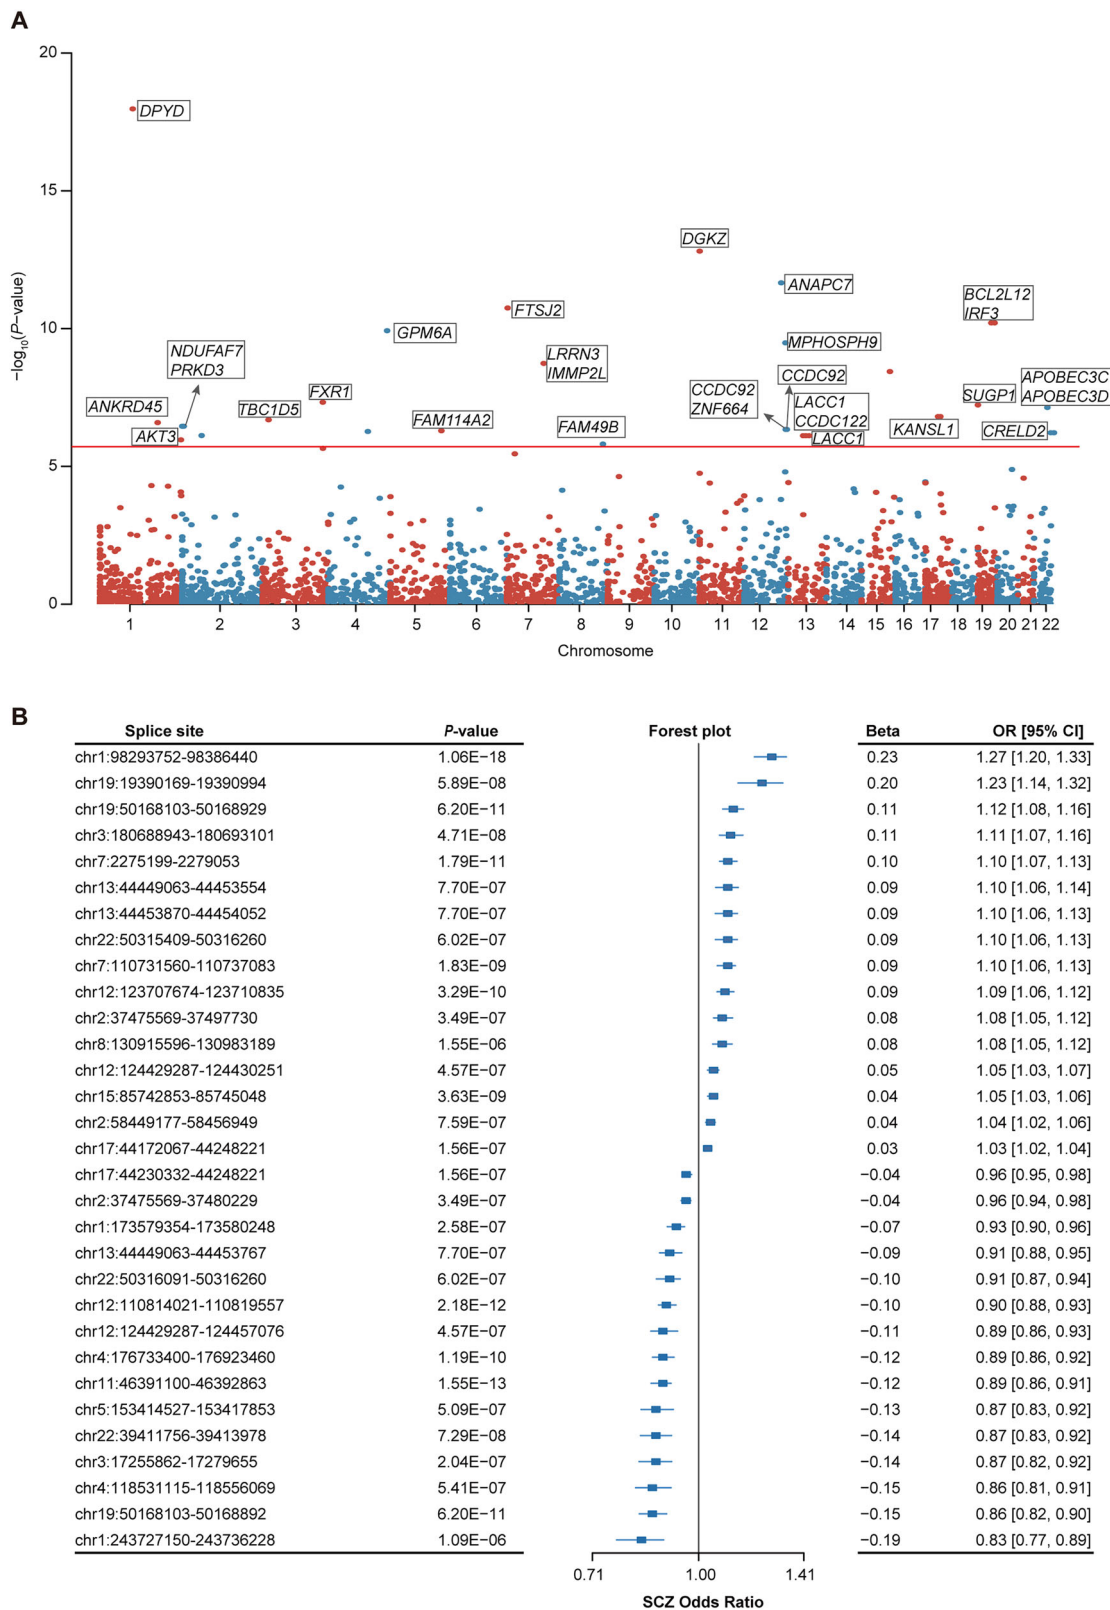 A
20
15
10
5
0
−log10(P-value)
DPYD
DGKZ
ANAPC7
BCL2L12
IRF3
FTSJ2
GPM6A
MPHOSPH9
NDUFAF7
PRKD3
LRRN3
IMMP2L
CCDC92
CCDC92
ZNF664
APOBEC3C
APOBEC3D
FXR1
SUGP1
LACC1
CCDC122
ANKRD45
TBC1D5
FAM114A2
FAM49B
KANSL1
CRELD2
AKT3
LACC1
1 2 3 4 5 6 7 8 9 10 11 12 13 14 15 16 17 18 19 20 21 22
Chromosome
B
Splice site P-value Forest plot Beta OR [95% CI]
chr1:98293752-98386440 1.06E−18 0.23 1.27 [1.20, 1.33]
chr19:19390169-19390994 5.89E−08 0.20 1.23 [1.14, 1.32]
chr19:50168103-50168929 6.20E−11 0.11 1.12 [1.08, 1.16]
chr3:180688943-180693101 4.71E−08 0.11 1.11 [1.07, 1.16]
chr7:2275199-2279053 1.79E−11 0.10 1.10 [1.07, 1.13]
chr13:44449063-44453554 7.70E−07 0.09 1.10 [1.06, 1.14]
chr13:44453870-44454052 7.70E−07 0.09 1.10 [1.06, 1.13]
chr22:50315409-50316260 6.02E−07 0.09 1.10 [1.06, 1.13]
chr7:110731560-110737083 1.83E−09 0.09 1.10 [1.06, 1.13]
chr12:123707674-123710835 3.29E−10 0.09 1.09 [1.06, 1.12]
chr2:37475569-37497730 3.49E−07 0.08 1.08 [1.05, 1.12]
chr8:130915596-130983189 1.55E−06 0.08 1.08 [1.05, 1.12]
chr12:124429287-124430251 4.57E−07 0.05 1.05 [1.03, 1.07]
chr15:85742853-85745048 3.63E−09 0.04 1.05 [1.03, 1.06]
chr2:58449177-58456949 7.59E−07 0.04 1.04 [1.02, 1.06]
chr17:44172067-44248221 1.56E−07 0.03 1.03 [1.02, 1.04]
chr17:44230332-44248221 1.56E−07 −0.04 0.96 [0.95, 0.98]
chr2:37475569-37480229 3.49E−07 −0.04 0.96 [0.94, 0.98]
chr1:173579354-173580248 2.58E−07 −0.07 0.93 [0.90, 0.96]
chr13:44449063-44453767 7.70E−07 −0.09 0.91 [0.88, 0.95]
chr22:50316091-50316260 6.02E−07 −0.10 0.91 [0.87, 0.94]
chr12:110814021-110819557 2.18E−12 −0.10 0.90 [0.88, 0.93]
chr12:124429287-124457076 4.57E−07 −0.11 0.89 [0.86, 0.93]
chr4:176733400-176923460 1.19E−10 −0.12 0.89 [0.86, 0.92]
chr11:46391100-46392863 1.55E−13 −0.12 0.89 [0.86, 0.91]
chr5:153414527-153417853 5.09E−07 −0.13 0.87 [0.83, 0.92]
chr22:39411756-39413978 7.29E−08 −0.14 0.87 [0.83, 0.92]
chr3:17255862-17279655 2.04E−07 −0.14 0.87 [0.82, 0.92]
chr4:118531115-118556069 5.41E−07 −0.15 0.86 [0.81, 0.91]
chr19:50168103-50168892 6.20E−11 −0.15 0.86 [0.82, 0.90]
chr1:243727150-243736228 1.09E−06 −0.19 0.83 [0.77, 0.89]
0.71 1.00 1.41
SCZ Odds Ratio